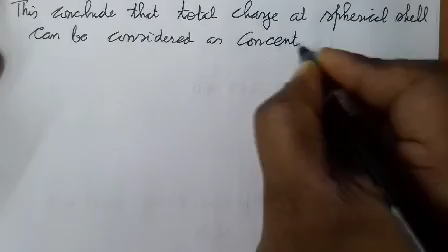 This conclude that total charge at spherical shell
can be considered as concent